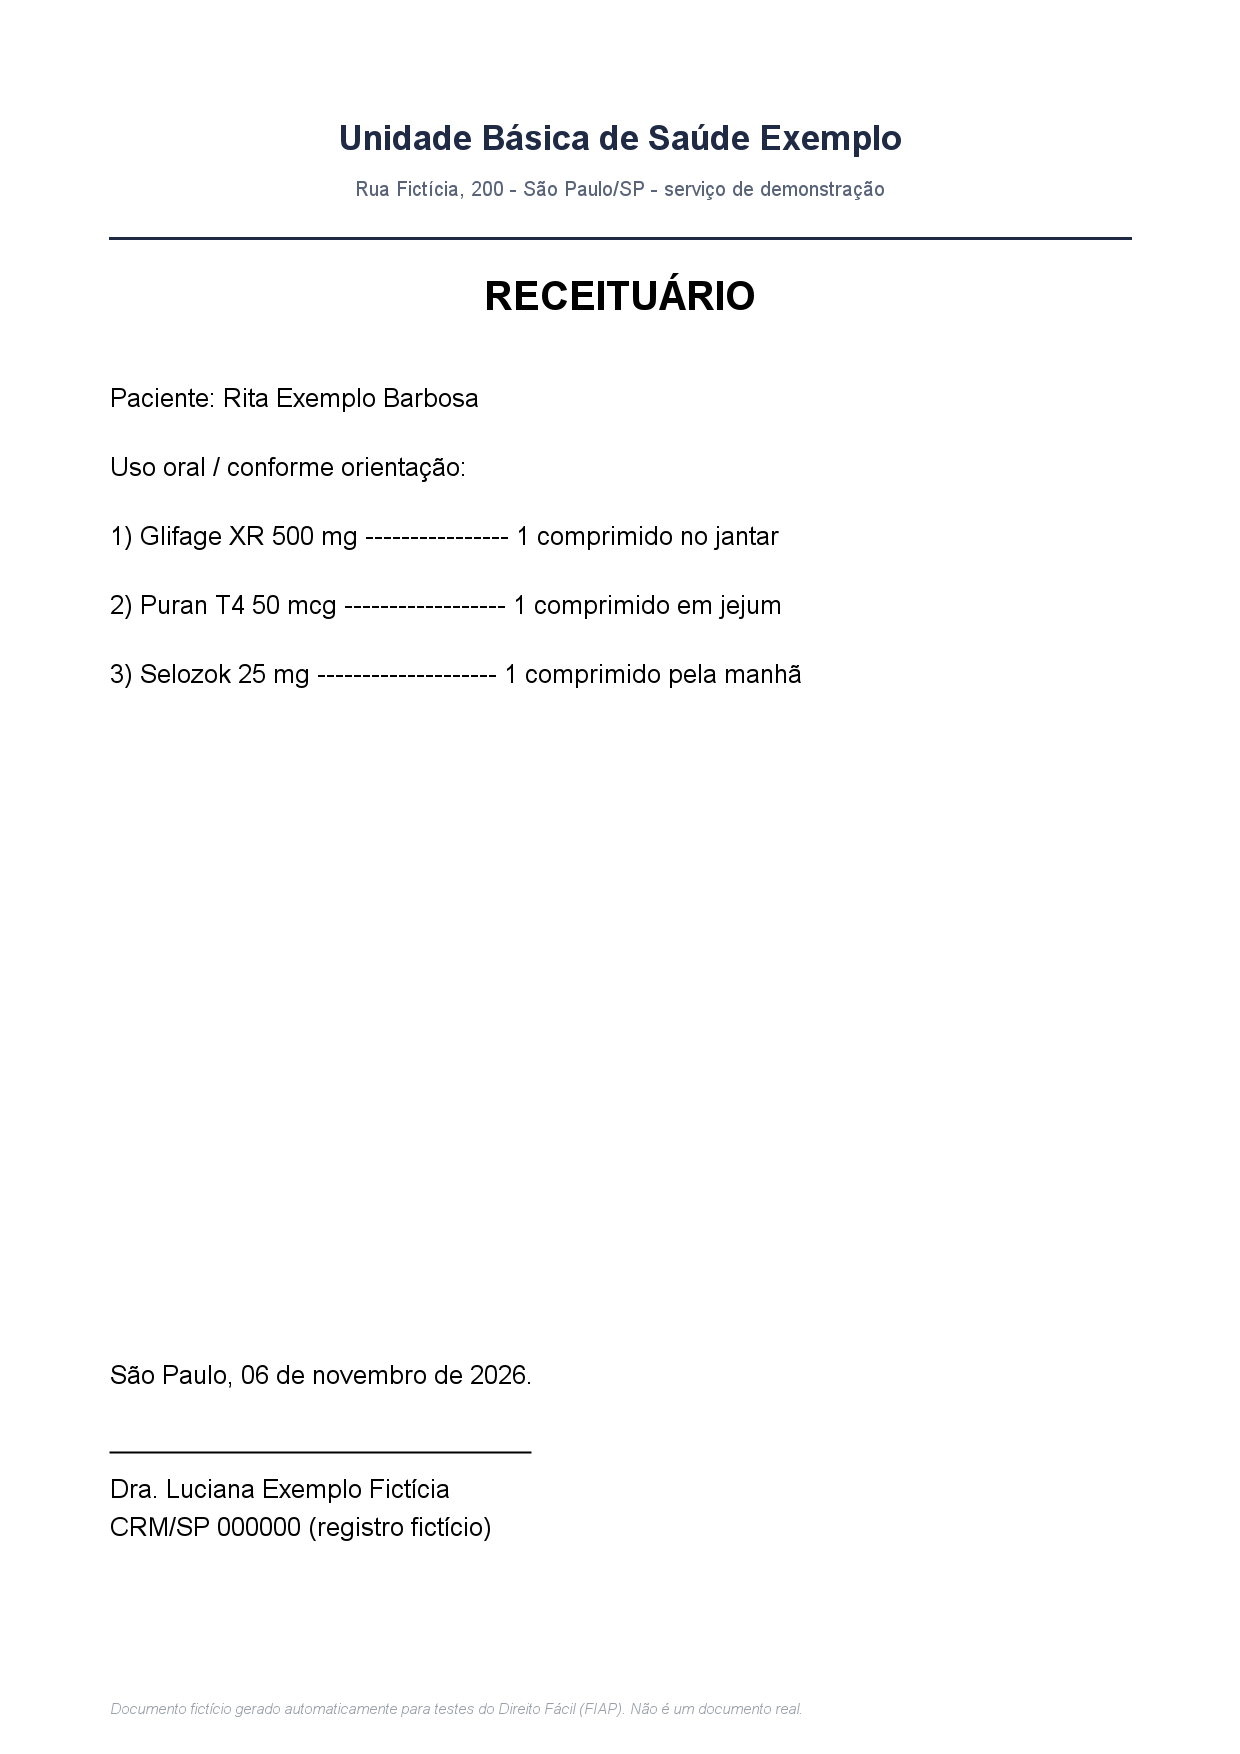 Unidade Básica de Saúde Exemplo
Rua Fictícia, 200 - São Paulo/SP - serviço de demonstração
RECEITUÁRIO
Paciente: Rita Exemplo Barbosa
Uso oral / conforme orientação:
1) Glifage XR 500 mg ---------------- 1 comprimido no jantar
2) Puran T4 50 mcg ------------------ 1 comprimido em jejum
3) Selozok 25 mg -------------------- 1 comprimido pela manhã
São Paulo, 06 de novembro de 2026.
Dra. Luciana Exemplo Fictícia
CRM/SP 000000 (registro fictício)
Documento fictício gerado automaticamente para testes do Direito Fácil (FIAP). Não é um documento real.